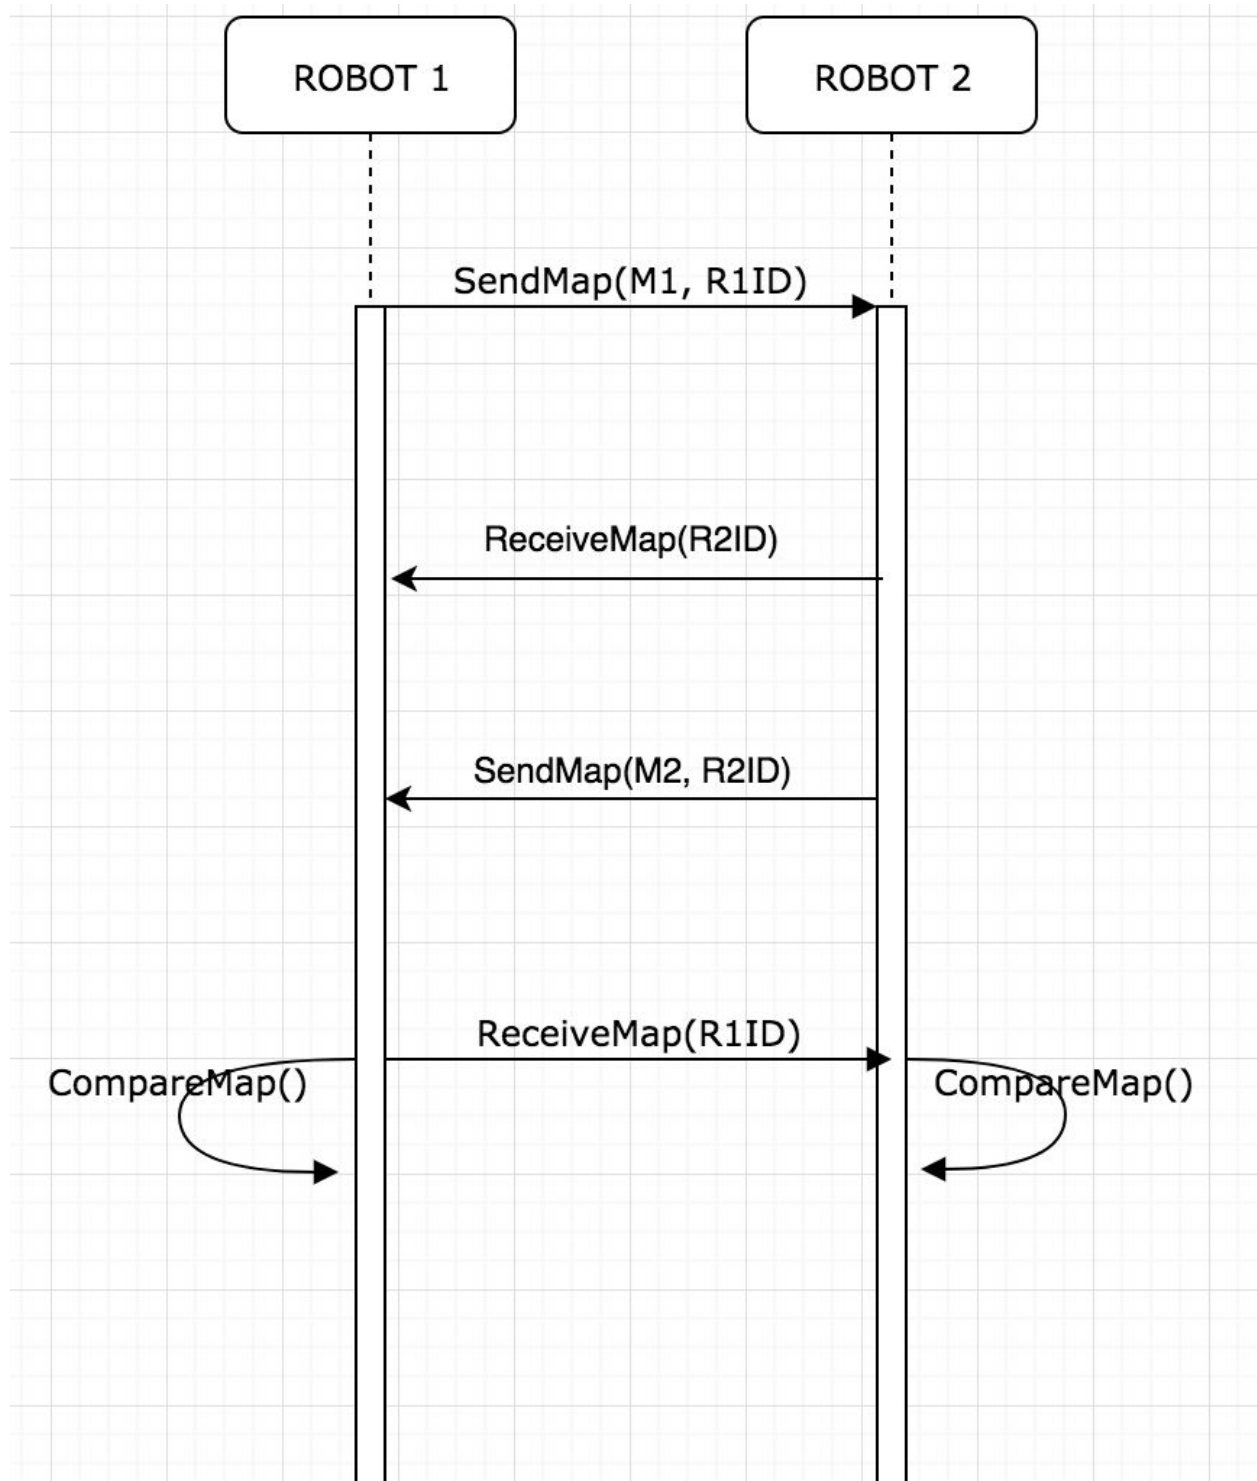 ROBOT 1
ROBOT 2
SendMap(M1, R1ID)
ReceiveMap(R2ID)
SendMap(M2, R2ID)
ReceiveMap(R1ID)
CompareMap()
CompareMap()